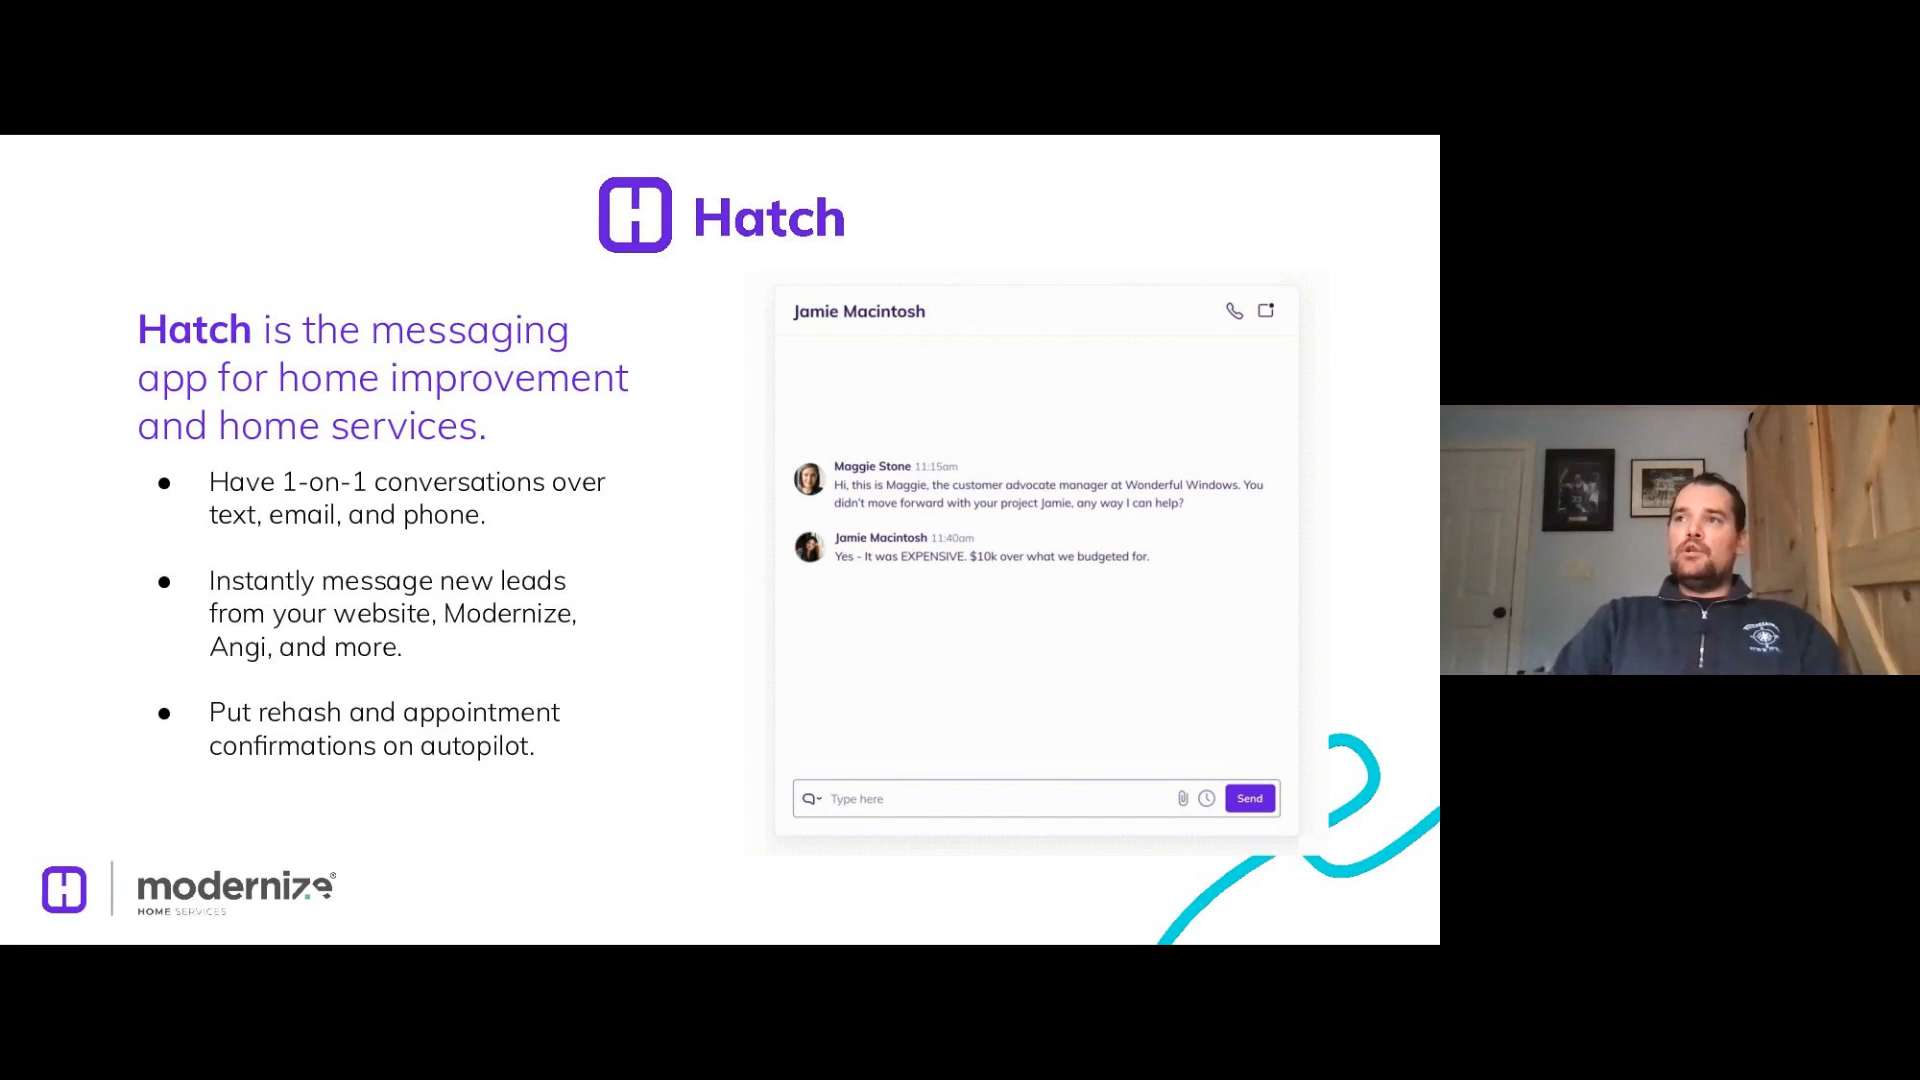 Hatch
Hatch is the messaging
app for home improvement
and home services.
● Have 1-on-1 conversations over
text, email, and phone.
● Instantly message new leads
from your website, Modernize,
Angi, and more.
● Put rehash and appointment
confirmations on autopilot.
Jamie Macintosh
Maggie Stone 11:15am
Hi, this is Maggie, the customer advocate manager at Wonderful Windows. You
didn't move forward with your project Jamie, any way I can help?
Jamie Macintosh 11:40am
Yes - It was EXPENSIVE. $10k over what we budgeted for.
Type here
Send
modernize®
HOME SERVICES